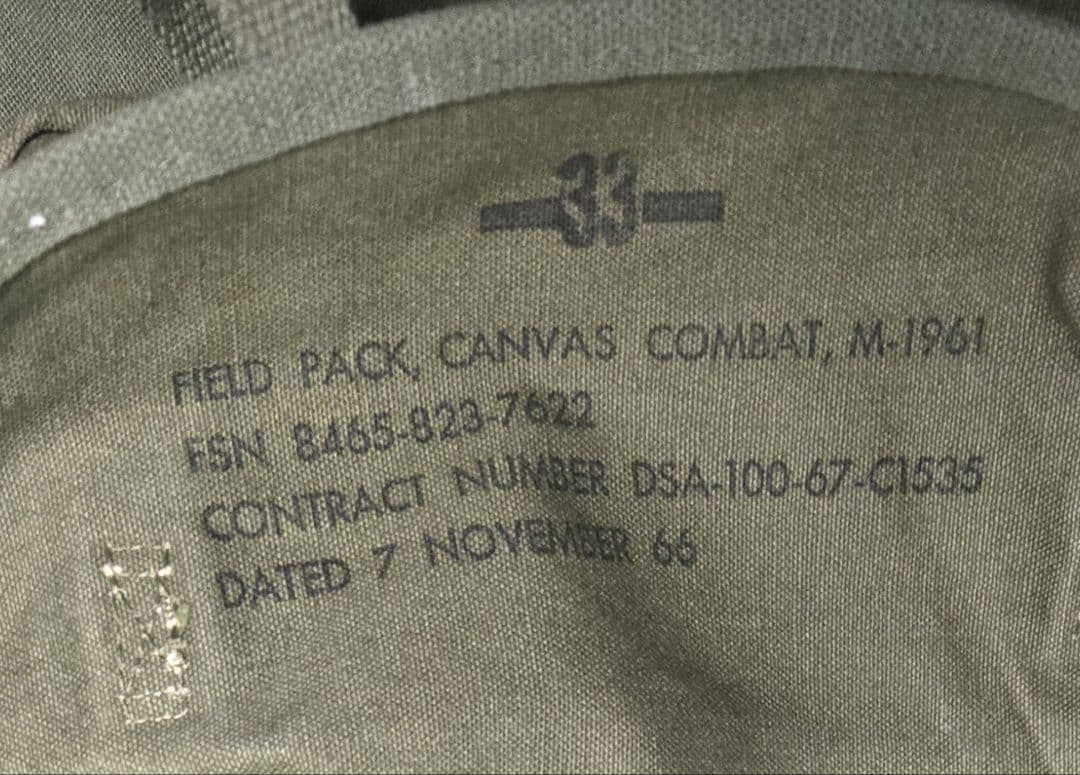 33
FIELD PACK, CANVAS COMBAT, M-1961
FSN 8465-823-7622
CONTRACT NUMBER DSA-100-67-C1535
DATED 7 NOVEMBER 66